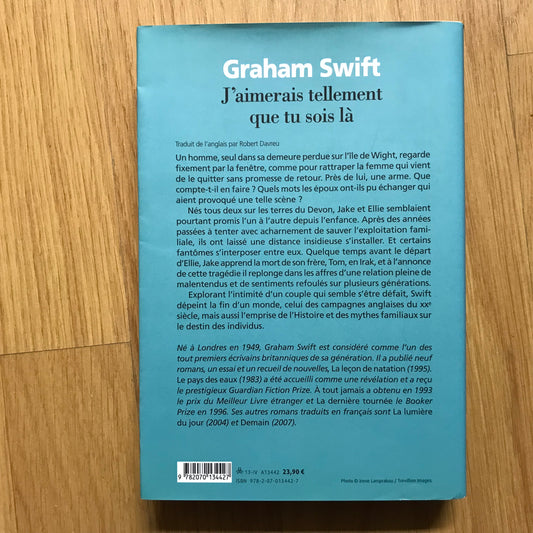 Graham Swift
J'aimerais tellement
que tu sois là
Traduit de l'anglais par Robert Davreu
Un homme, seul dans sa demeure perdue sur l'île de Wight, regarde
fixement par la fenêtre, comme pour rattraper la femme qui vient
de le quitter sans promesse de retour. Près de lui, une arme. Que
compte-t-il en faire ? Quels mots les époux ont-ils pu échanger qui
aient provoqué une telle scène ?
Nés tous deux sur les terres du Devon, Jake et Ellie semblaient
pourtant promis l'un à l'autre depuis l'enfance. Après des années
passées à tenter avec acharnement de sauver l'exploitation fami-
liale, ils ont laissé une distance insidieuse s'installer. Et certains
fantômes s'interposer entre eux. Quelque temps avant le départ
d'Ellie, Jake apprend la mort de son frère, Tom, en Irak, et à l'annonce
de cette tragédie il replonge dans les affres d'une relation pleine de
malentendus et de sentiments refoulés sur plusieurs générations.
Explorant l'intimité d'un couple qui semble s'être défait, Swift
dépeint la fin d'un monde, celui des campagnes anglaises du XXe
siècle, mais aussi l'emprise de l'Histoire et des mythes familiaux sur
le destin des individus.
Né à Londres en 1949, Graham Swift est considéré comme l'un des
tout premiers écrivains britanniques de sa génération. Il a publié neuf
romans, un essai et un recueil de nouvelles, La leçon de natation (1995).
Le pays des eaux (1983) a été accueilli comme une révélation et a reçu
le prestigieux Guardian Fiction Prize. À tout jamais a obtenu en 1993
le prix du Meilleur Livre étranger et La dernière tournée le Booker
Prize en 1996. Ses autres romans traduits en français sont La lumière
du jour (2004) et Demain (2007).
13-IV A13442 23,90 €
ISBN 978-2-07-013442-7
9 782070 134427
Photo © Irene Lamprakou / Trevillion Images.